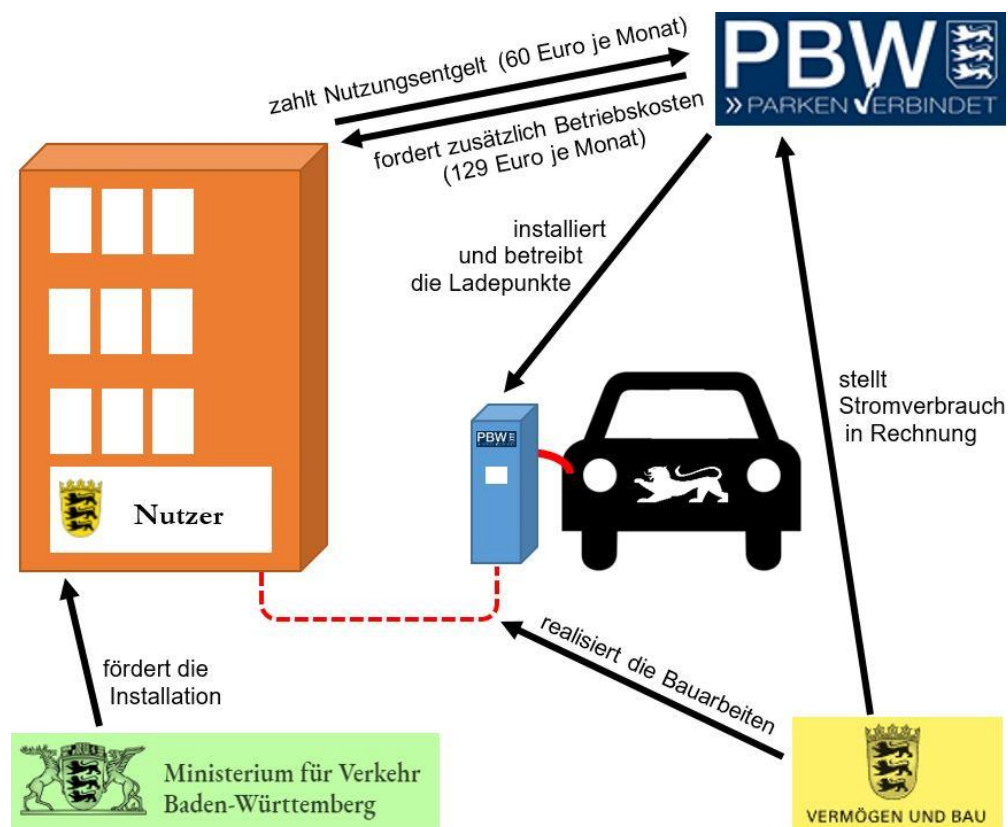 zahlt Nutzungsentgelt (60 Euro je Monat)
fordert zusätzlich Betriebskosten
(129 Euro je Monat)
PBW
» PARKEN VERBINDET
installiert
und betreibt
die Ladepunkte
stellt
Stromverbrauch
in Rechnung
PBW
Nutzer
realisiert die Bauarbeiten
fördert die
Installation
Ministerium für Verkehr
Baden-Württemberg
VERMÖGEN UND BAU